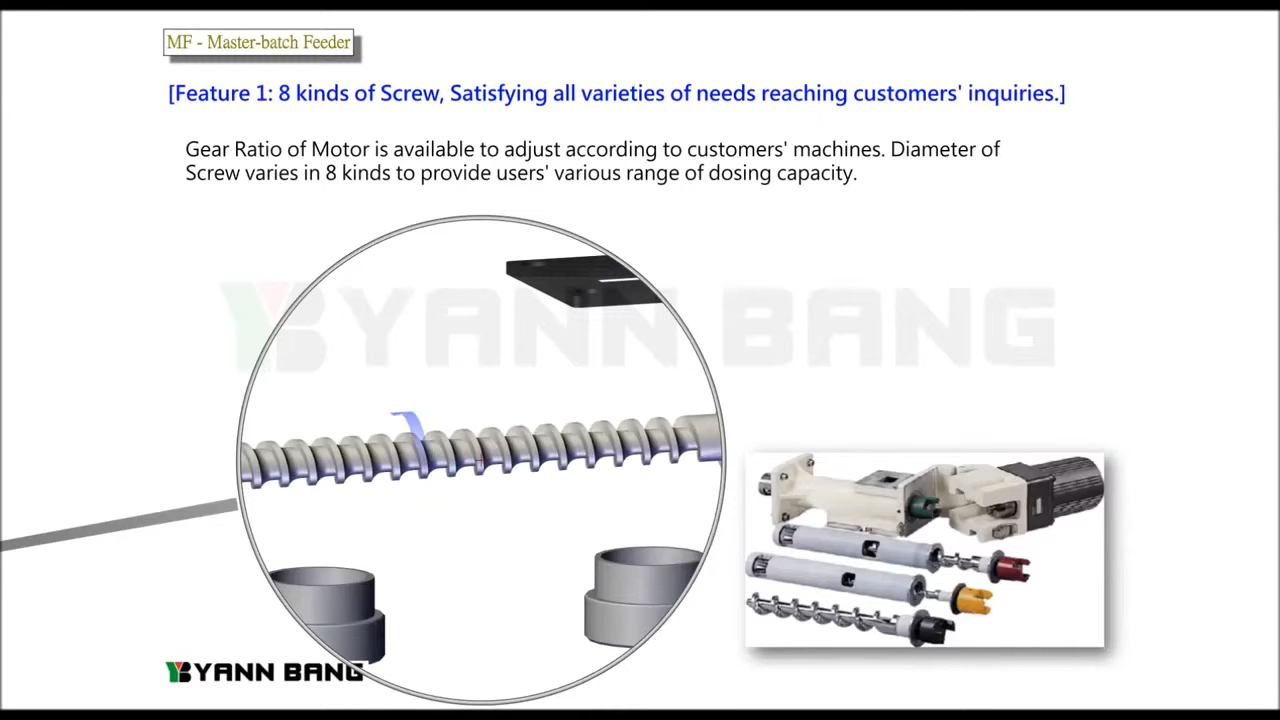 MF - Master-batch Feeder
[Feature 1: 8 kinds of Screw, Satisfying all varieties of needs reaching customers' inquiries.]
Gear Ratio of Motor is available to adjust according to customers' machines. Diameter of
Screw varies in 8 kinds to provide users' various range of dosing capacity.
YANN BANG
YANN BANG